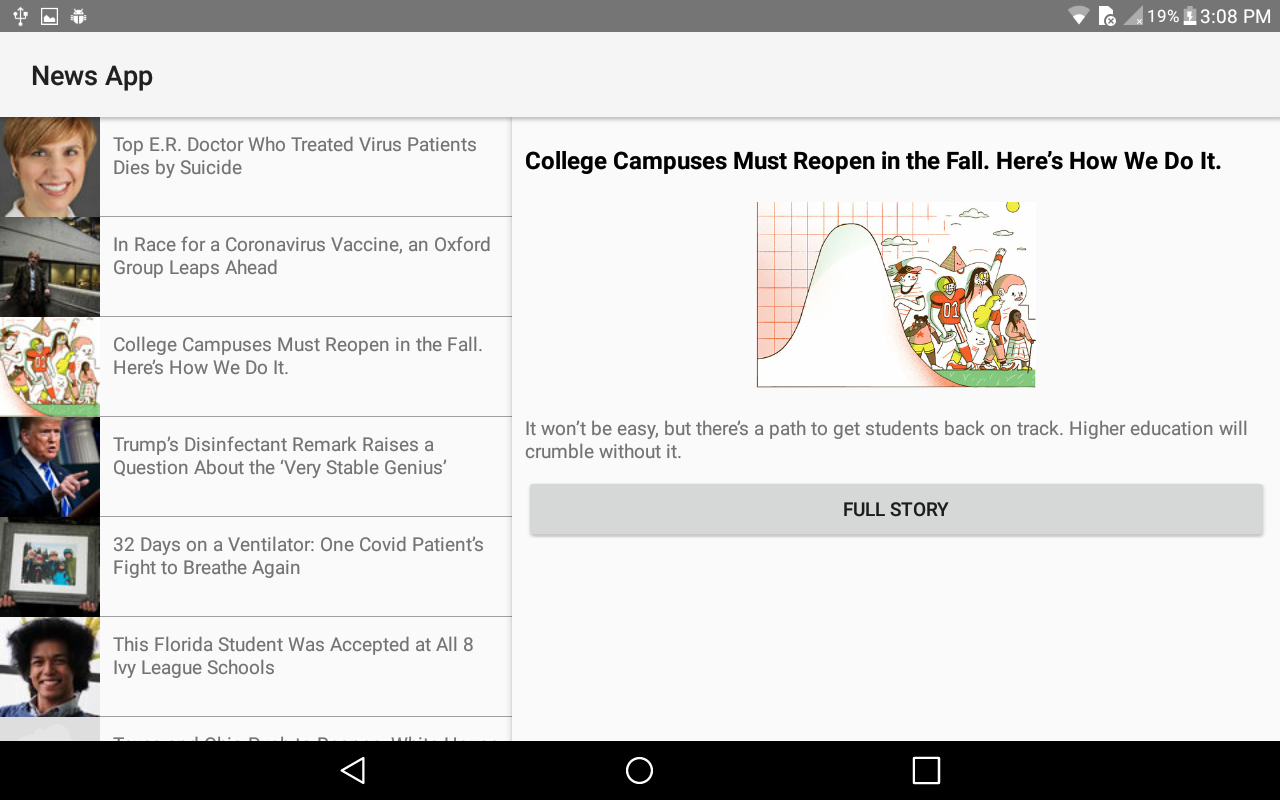 19% 3:08 PM
News App
Top E.R. Doctor Who Treated Virus Patients
Dies by Suicide
In Race for a Coronavirus Vaccine, an Oxford
Group Leaps Ahead
College Campuses Must Reopen in the Fall.
Here’s How We Do It.
Trump’s Disinfectant Remark Raises a
Question About the ‘Very Stable Genius’
32 Days on a Ventilator: One Covid Patient’s
Fight to Breathe Again
This Florida Student Was Accepted at All 8
Ivy League Schools
College Campuses Must Reopen in the Fall. Here’s How We Do It.
01
It won’t be easy, but there’s a path to get students back on track. Higher education will
crumble without it.
FULL STORY